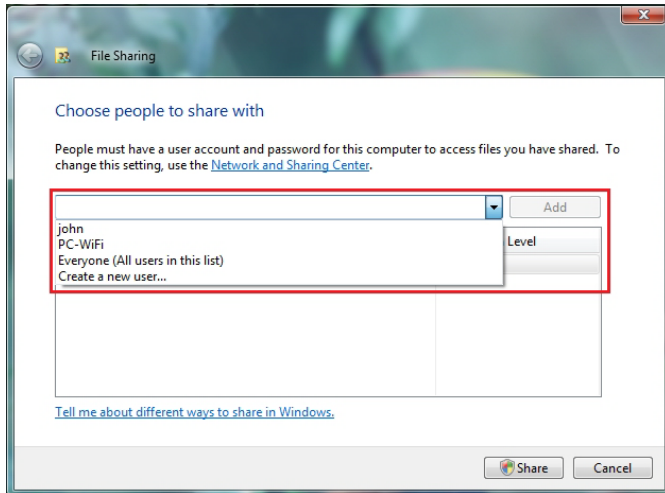 File Sharing
Choose people to share with
People must have a user account and password for this computer to access files you have shared. To
change this setting, use the Network and Sharing Center.
Add
john
PC-WiFi
Everyone (All users in this list)
Create a new user...
Level
Tell me about different ways to share in Windows.
Share
Cancel